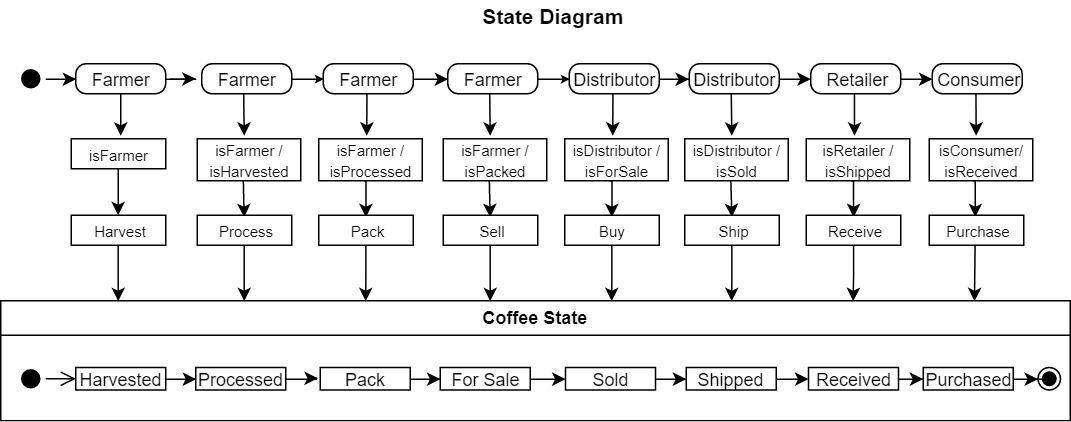 State Diagram
Farmer
Farmer
Farmer
Farmer
Distributor
Distributor
Retailer
Consumer
isFarmer
isFarmer /
isHarvested
isFarmer /
isProcessed
isFarmer /
isPacked
isDistributor /
isForSale
isDistributor /
isSold
isRetailer /
isShipped
isConsumer/
isReceived
Harvest
Process
Pack
Sell
Buy
Ship
Receive
Purchase
Coffee State
Harvested
Processed
Pack
For Sale
Sold
Shipped
Received
Purchased